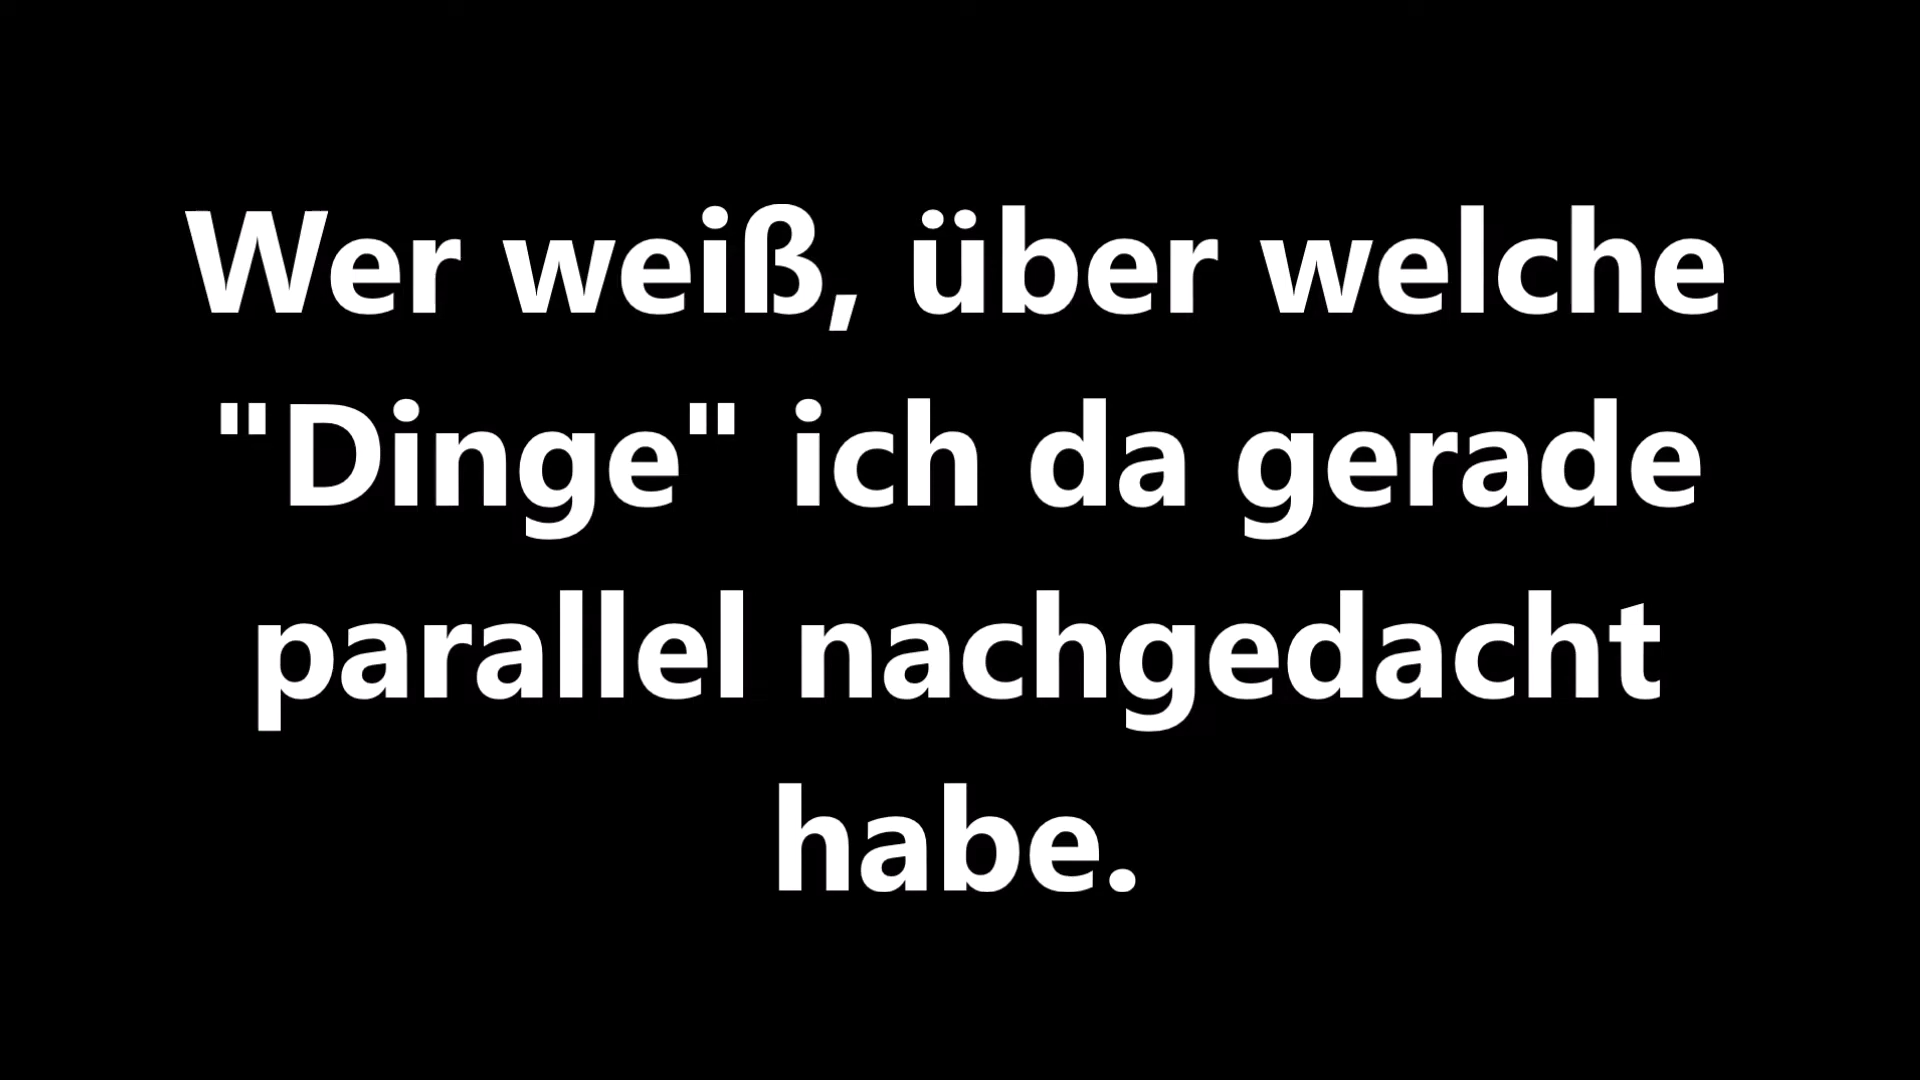 Wer weiß, über welche
"Dinge" ich da gerade
parallel nachgedacht
habe.